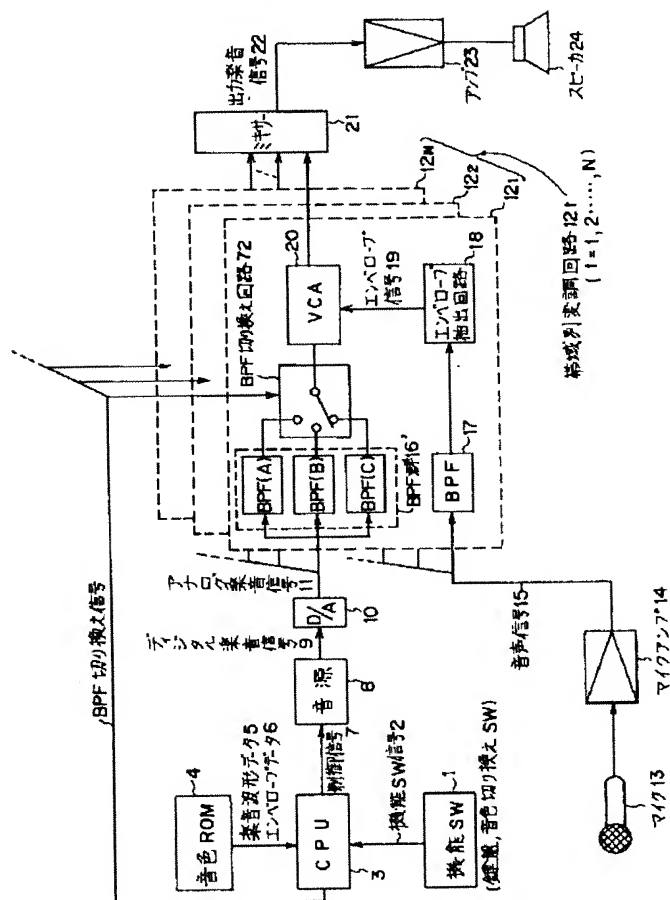 BPF切り換え信号
出力楽音
信号22
ミキサー
21
アンプ23
スピーカ24
12N
122
121
帯域別変調回路12i
(i=1, 2……, N)
BPF切り換え回路72
20
VCA
エンベロープ
信号19
18
エンベロープ
抽出回路
BPF(A)
BPF(B)
BPF(C)
BPF群16'
17
BPF
アナログ楽音信号11
D/A
10
ディジタル楽音信号9
音源
8
4
音色ROM
楽音波形データ5
エンベロープデータ6
制御信号
7
CPU
3
機能SW信号2
機能SW
1
(鍵盤,音色切り換えSW)
音声信号15
マイクアンプ14
マイク13